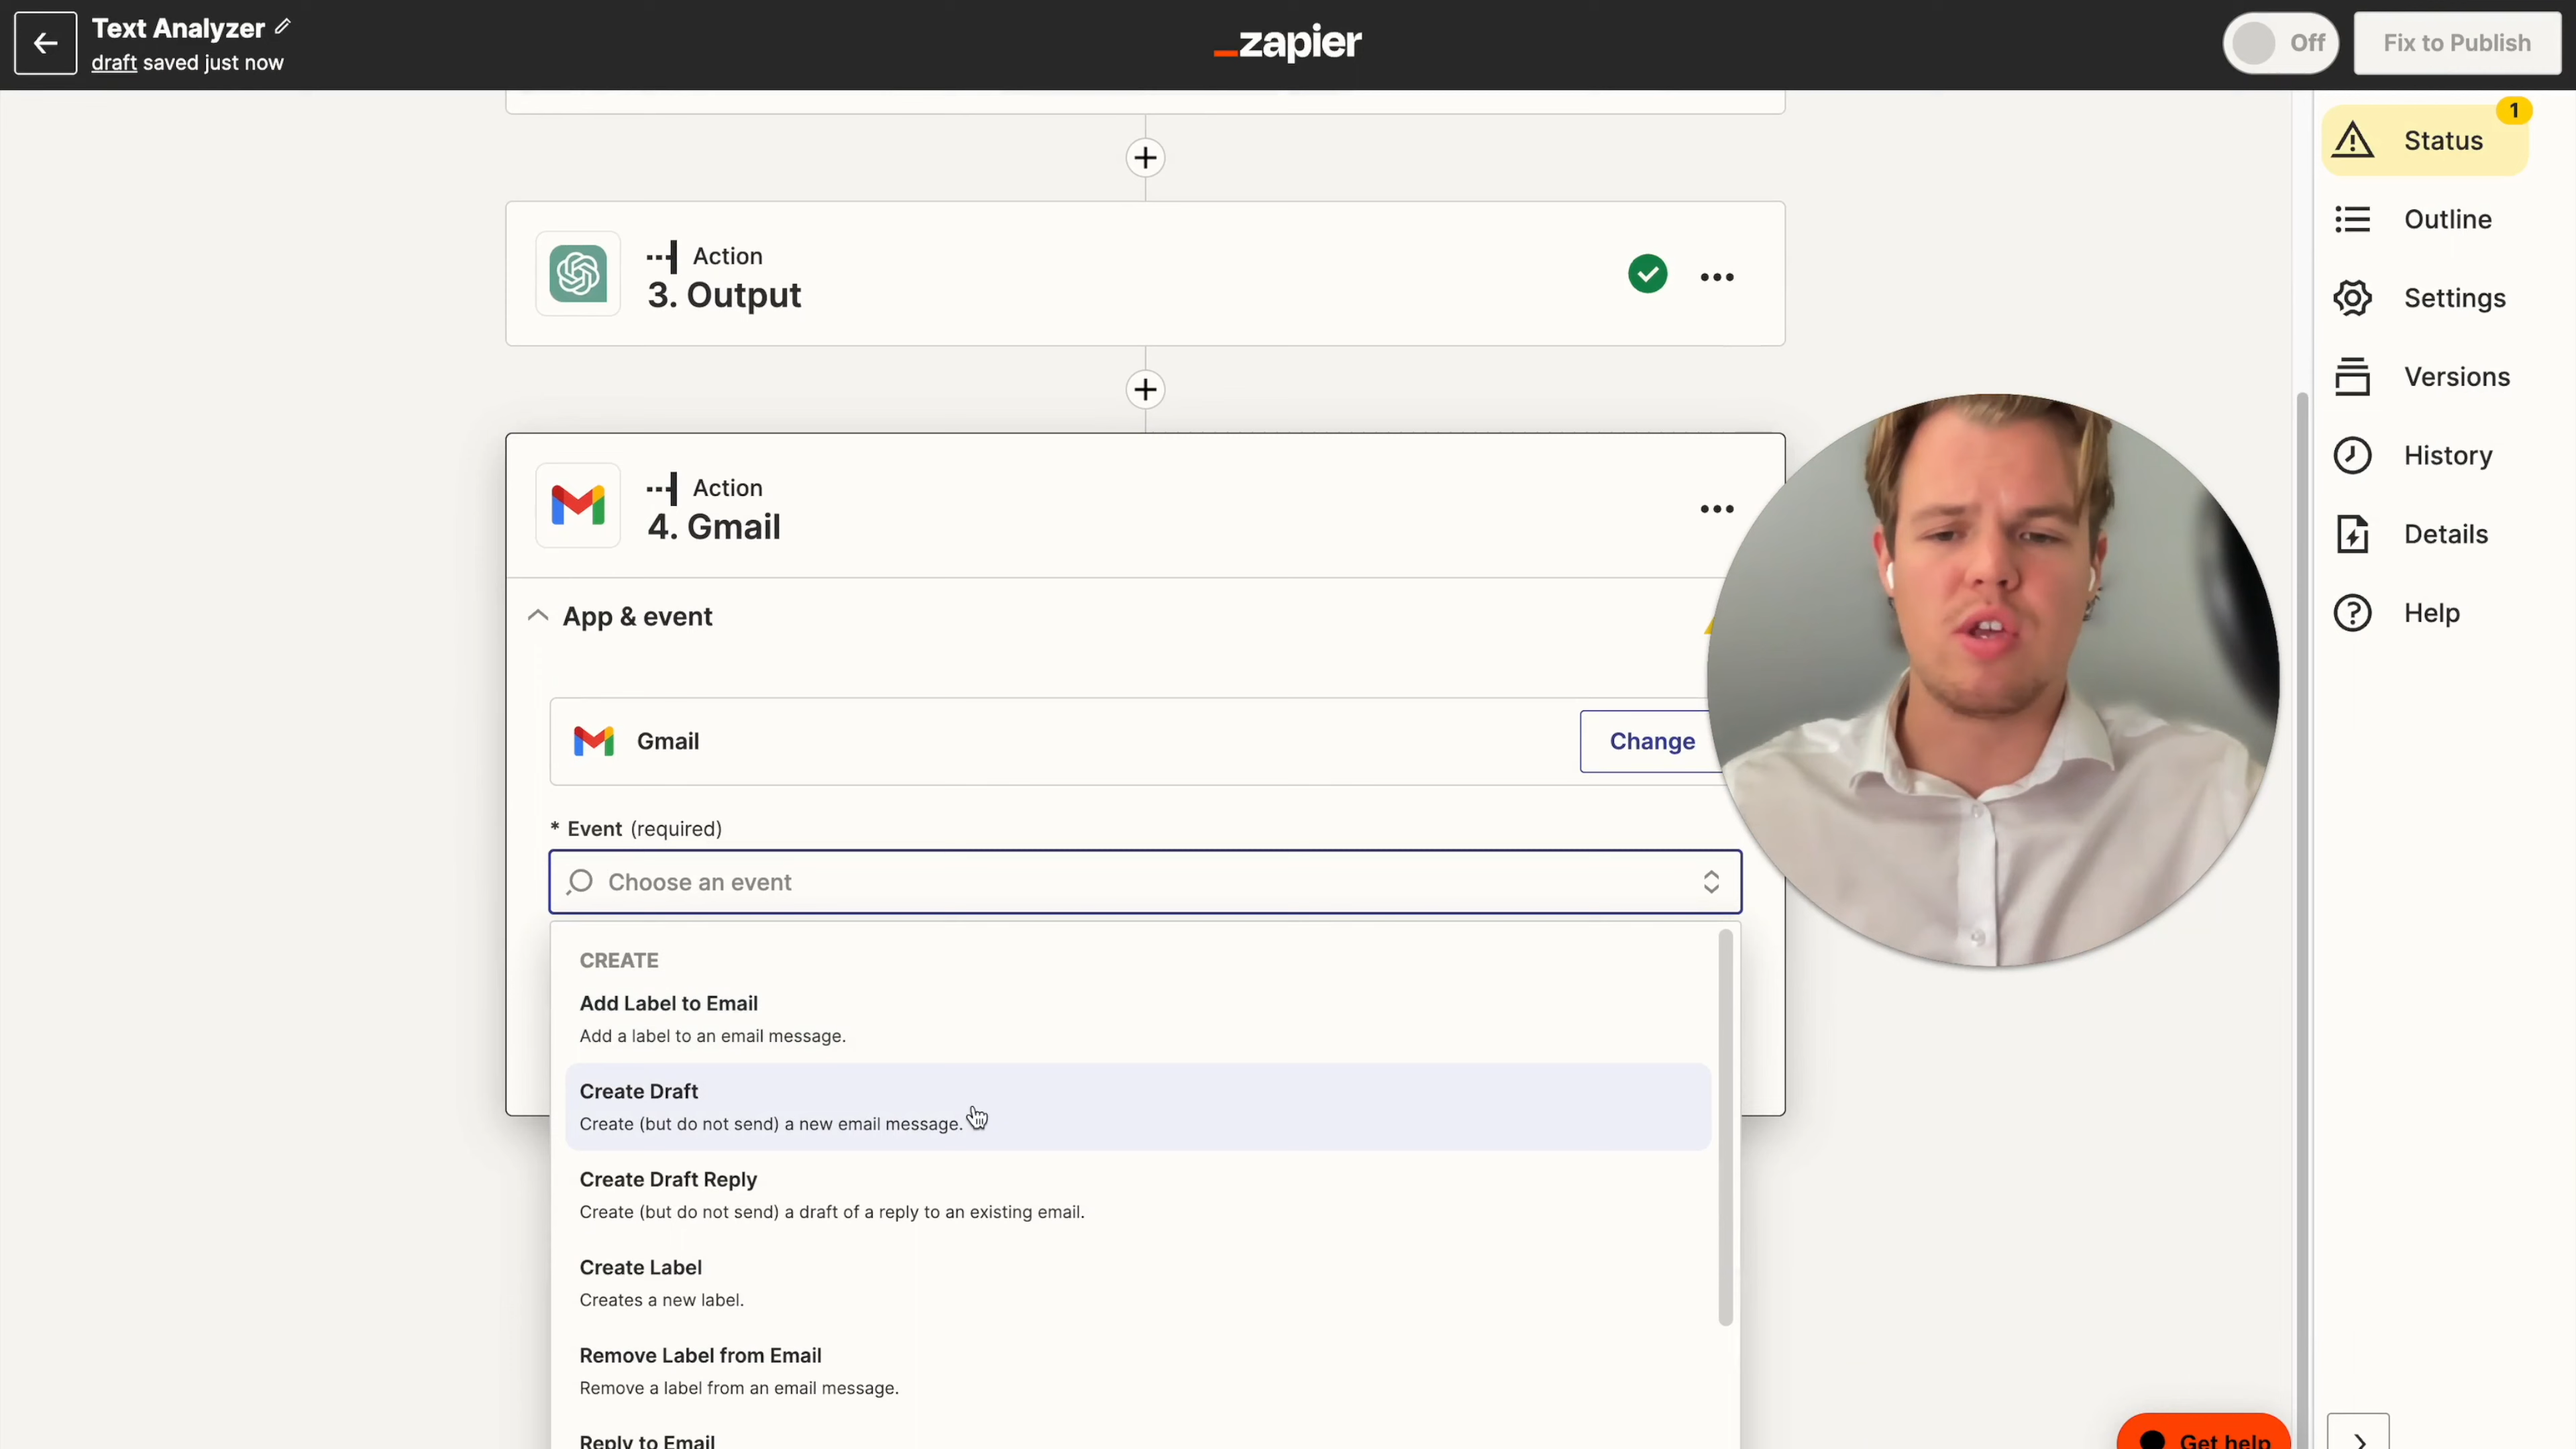 Text Analyzer
draft saved just now
zapier
Off
Fix to Publish
1
Status
Outline
Settings
Versions
History
Details
Help
Action
3. Output
Action
4. Gmail
App & event
Gmail
Change
* Event (required)
Choose an event
CREATE
Add Label to Email
Add a label to an email message.
Create Draft
Create (but do not send) a new email message.
Create Draft Reply
Create (but do not send) a draft of a reply to an existing email.
Create Label
Creates a new label.
Remove Label from Email
Remove a label from an email message.
Reply to Email
Get help